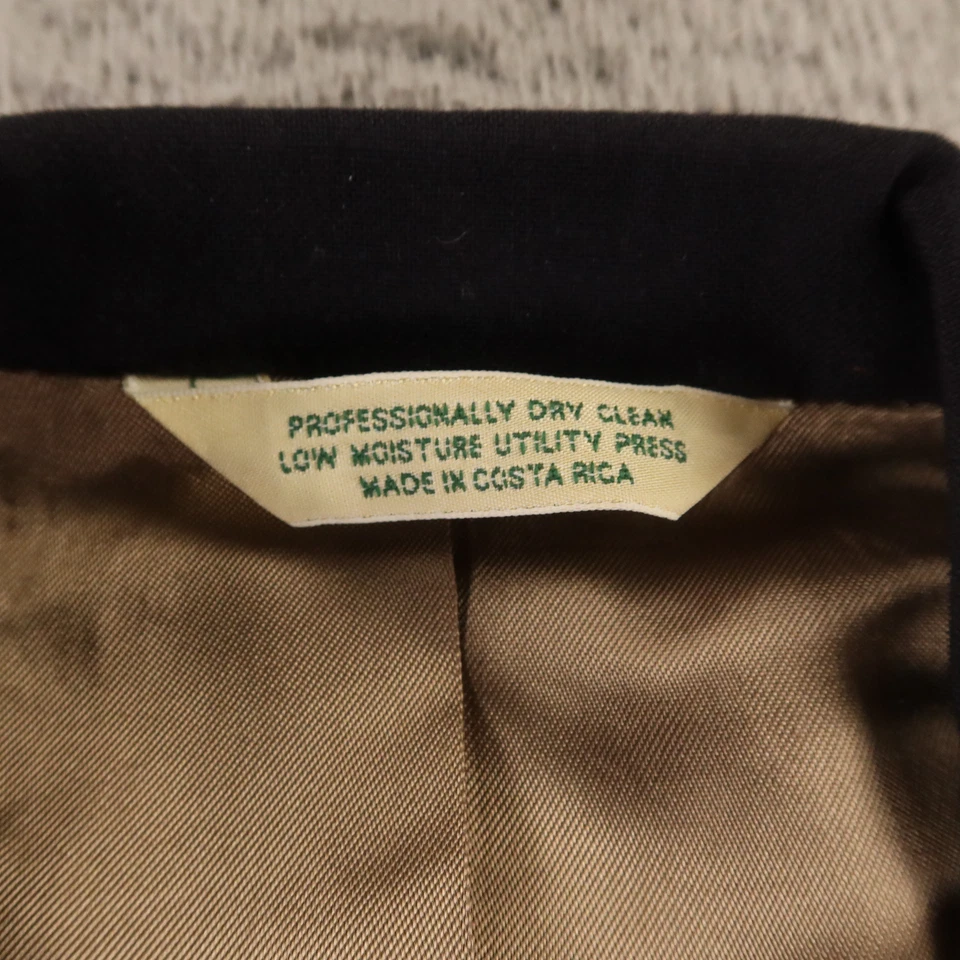 PROFESSIONALLY DRY CLEAN
LOW MOISTURE UTILITY PRESS
MADE IN COSTA RICA